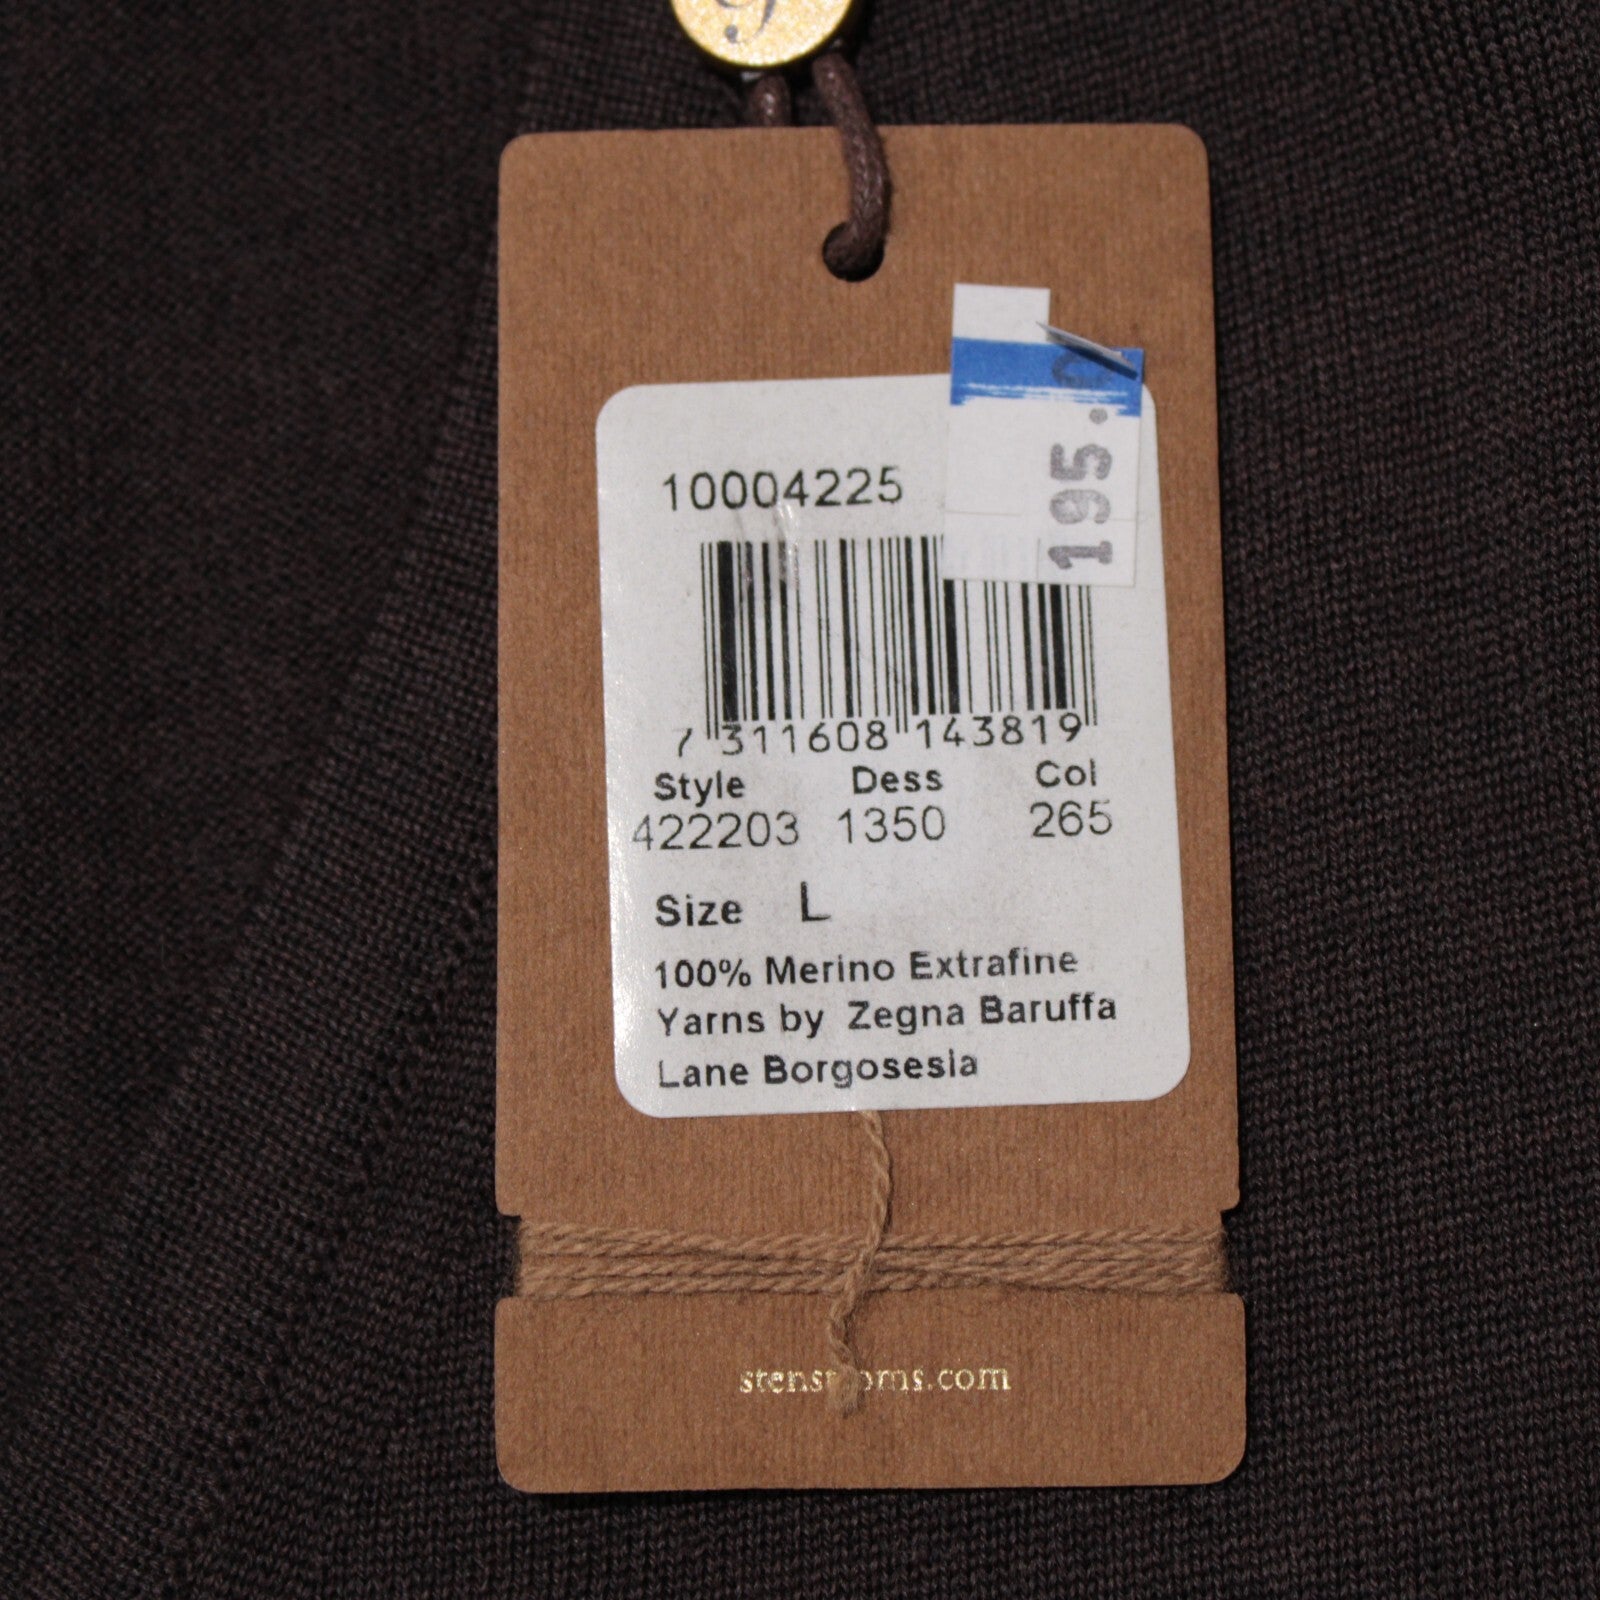 195.0
10004225
7 311608 143819
Style Dess Col
422203 1350 265
Size L
100% Merino Extrafine
Yarns by Zegna Baruffa
Lane Borgosesia